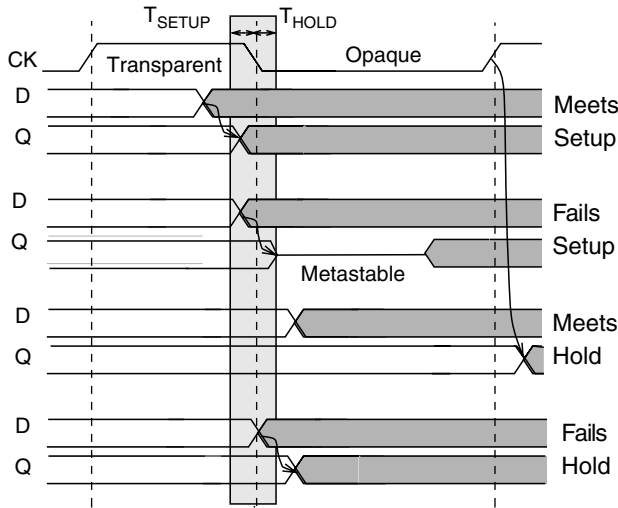 T_SETUP T_HOLD
CK Transparent Opaque
D Meets
Q Setup
D Fails
Q Setup
Metastable
D Meets
Q Hold
D Fails
Q Hold